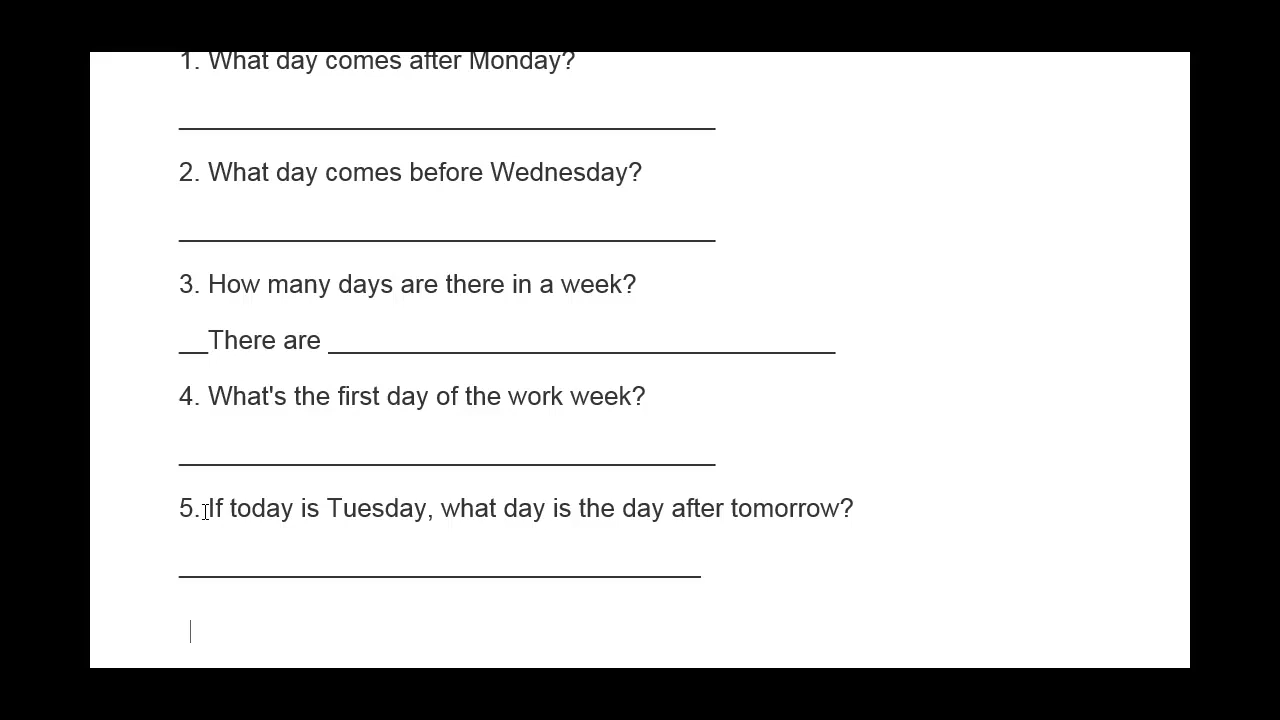 1. What day comes after Monday?
2. What day comes before Wednesday?
3. How many days are there in a week?
__There are ___________________________________
4. What's the first day of the work week?
5. If today is Tuesday, what day is the day after tomorrow?